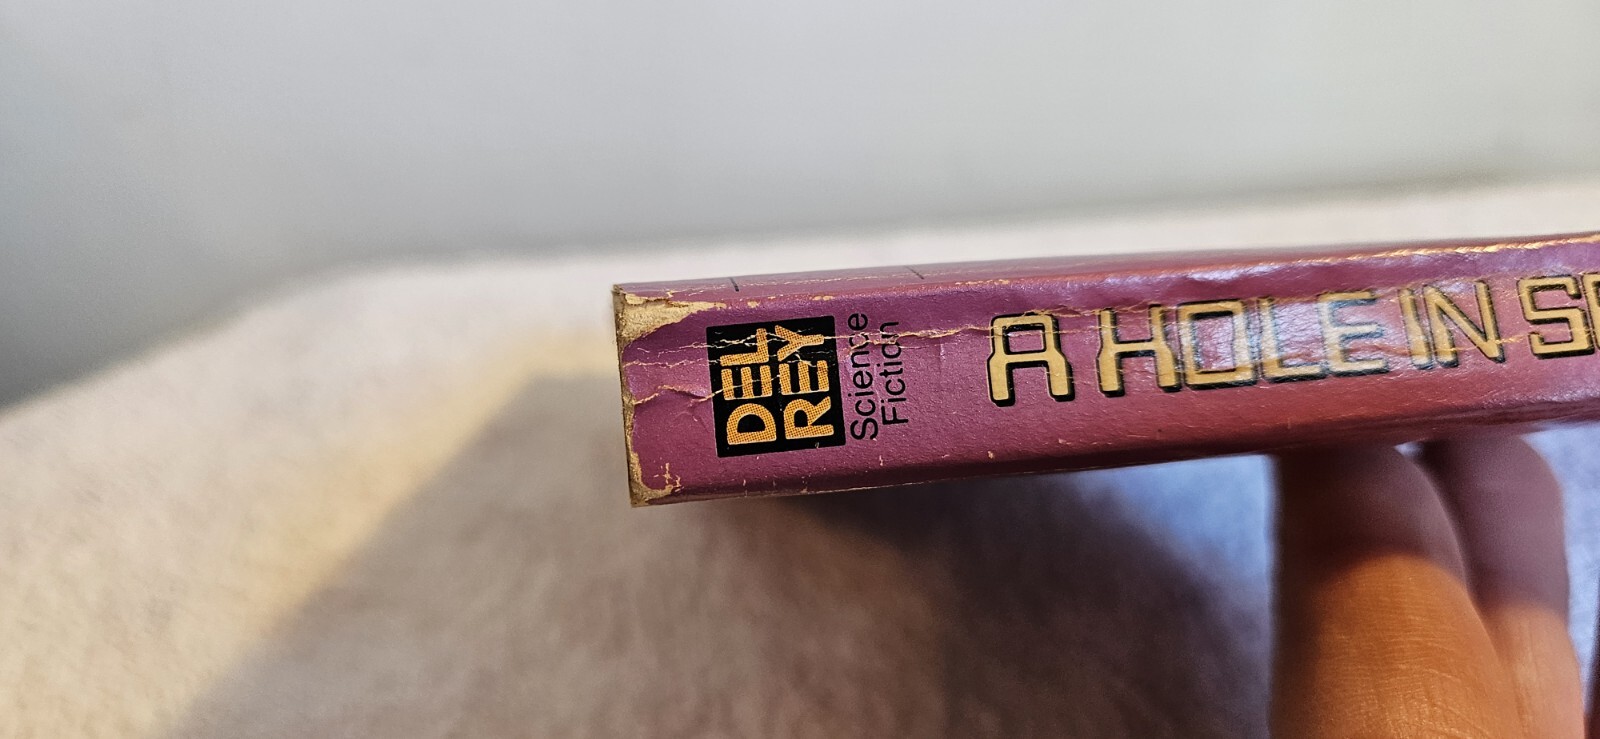 DEL
REY
Science
Fiction
A HOLE IN